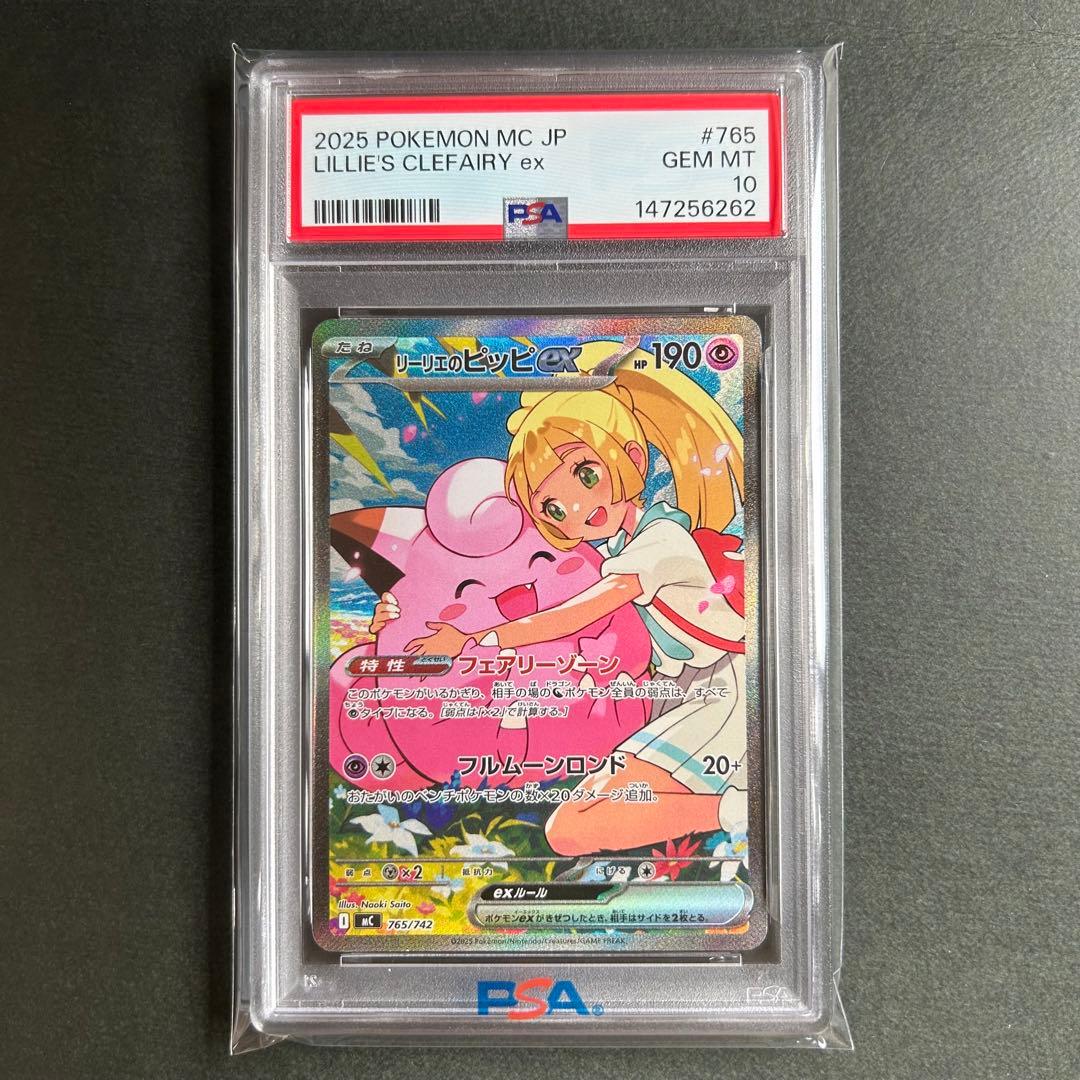 2025 POKEMON MC JP #765
LILLIE'S CLEFAIRY ex GEM MT
10
147256262
PSA
たね リーリエのピッピex HP 190
特性 とくせい フェアリーゾーン
このポケモンがいるかぎり、相手の場のポケモン全員の弱点は、すべて
タイプになる。[弱点は「×2」で計算する。]
フルムーンロンド 20+
おたがいのベンチポケモンの数×20ダメージ追加。
弱点 ×2 抵抗力 にげる
exルール
ポケモンexがきぜつしたとき、相手はサイドを2枚とる。
Illus. Naoki Saito
I MC 765/742
©2025 Pokémon/Nintendo/Creatures/GAME FREAK
PSA
PSA